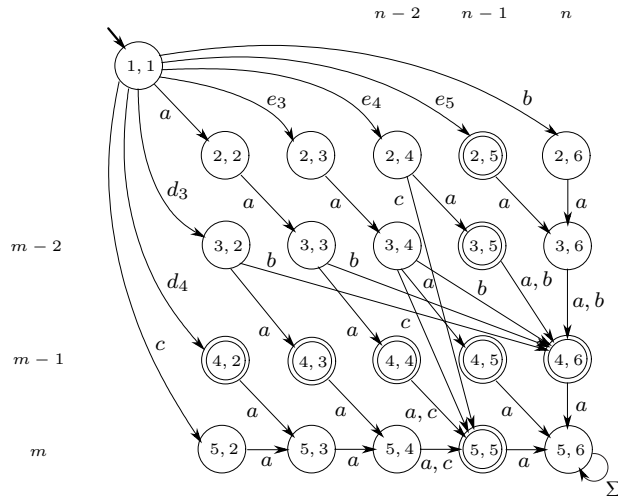 n − 2 n − 1 n
1, 1
e3 e4 e5 b
a
2, 2 2, 3 2, 4 2, 5 2, 6
c
d3 a a a a a
m − 2 3, 2 3, 3 3, 4 3, 5 3, 6
b b a b a, b a, b
d4
c
a a a
m − 1 4, 2 4, 3 4, 4 4, 5 4, 6
c a a a, c a a
m 5, 2 5, 3 5, 4 5, 5 5, 6
a a a, c a
Σ